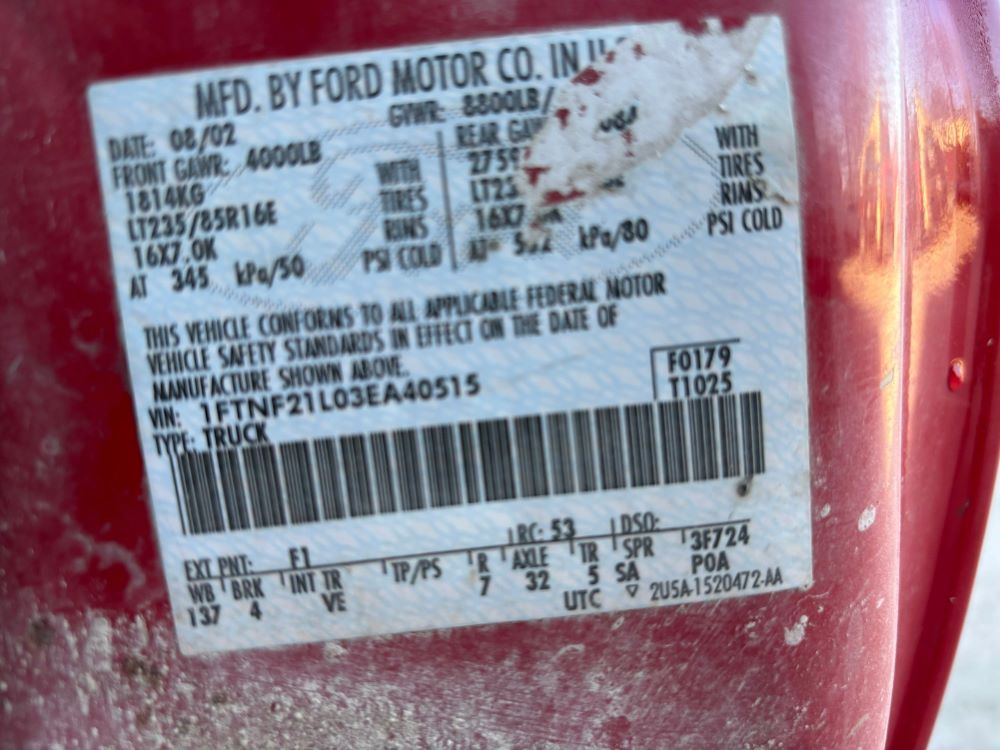 MFD. BY FORD MOTOR CO. IN
DATE: 08/02 GVWR: 8800LB/
FRONT GAWR: 4000LB REAR
1814KG WITH WITH
LT235/85R16E TIRES TIRES
16X7.0K RIMS RIMS
AT 345 kPa/50 PSI COLD AT kPa/80 PSI COLD
THIS VEHICLE CONFORMS TO ALL APPLICABLE FEDERAL MOTOR
VEHICLE SAFETY STANDARDS IN EFFECT ON THE DATE OF
MANUFACTURE SHOWN ABOVE.
F0179
VIN: 1FTNF21L03EA40515
T1025
TYPE: TRUCK
EXT PNT: F1 RC: 53 DSO:
WB BRK INT TR TP/PS R AXLE TR SPR 3F724
137 4 VE 7 32 5 SA POA
UTC ▽ 2U5A-1520472-AA